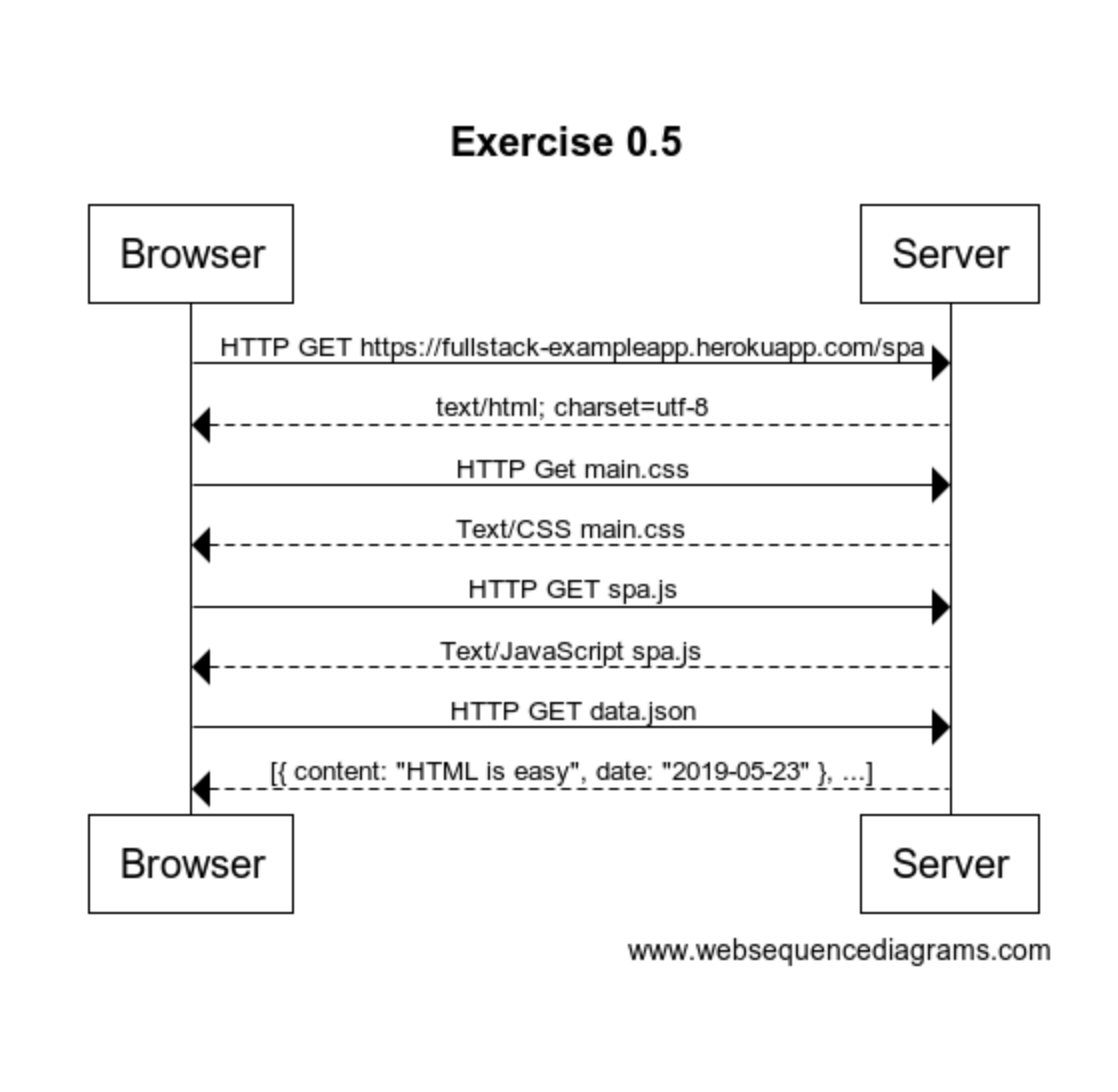 Exercise 0.5
Browser
Server
HTTP GET https://fullstack-exampleapp.herokuapp.com/spa
text/html; charset=utf-8
HTTP Get main.css
Text/CSS main.css
HTTP GET spa.js
Text/JavaScript spa.js
HTTP GET data.json
[{ content: "HTML is easy", date: "2019-05-23" }, ...]
Browser
Server
www.websequencediagrams.com